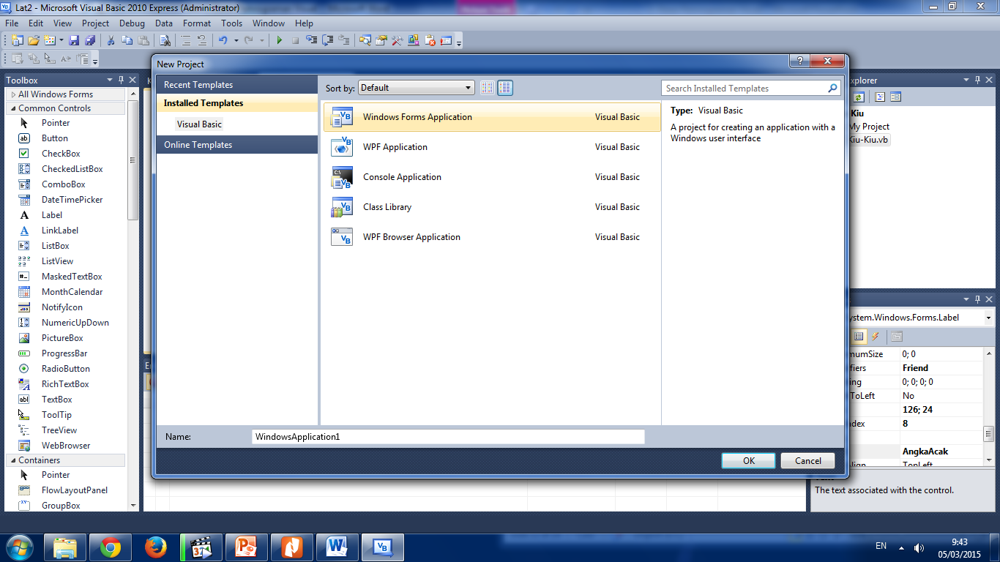 Lat2 - Microsoft Visual Basic 2010 Express (Administrator)
File Edit View Project Debug Data Format Tools Window Help
Toolbox
All Windows Forms
Common Controls
Pointer
Button
CheckBox
CheckedListBox
ComboBox
DateTimePicker
Label
LinkLabel
ListBox
ListView
MaskedTextBox
MonthCalendar
NotifyIcon
NumericUpDown
PictureBox
ProgressBar
RadioButton
RichTextBox
TextBox
ToolTip
TreeView
WebBrowser
Containers
Pointer
FlowLayoutPanel
GroupBox
New Project
Recent Templates
Installed Templates
Visual Basic
Online Templates
Sort by: Default
Search Installed Templates
Windows Forms Application Visual Basic
WPF Application Visual Basic
Console Application Visual Basic
Class Library Visual Basic
WPF Browser Application Visual Basic
Type: Visual Basic
A project for creating an application with a
Windows user interface
Name: WindowsApplication1
OK Cancel
xplorer
Kiu
My Project
Kiu-Kiu.vb
ystem.Windows.Forms.Label
mumSize 0; 0
fiers Friend
ing 0; 0; 0; 0
ToLeft No
126; 24
ndex 8
AngkaAcak
TopLeft
The text associated with the control.
EN
9:43
05/03/2015